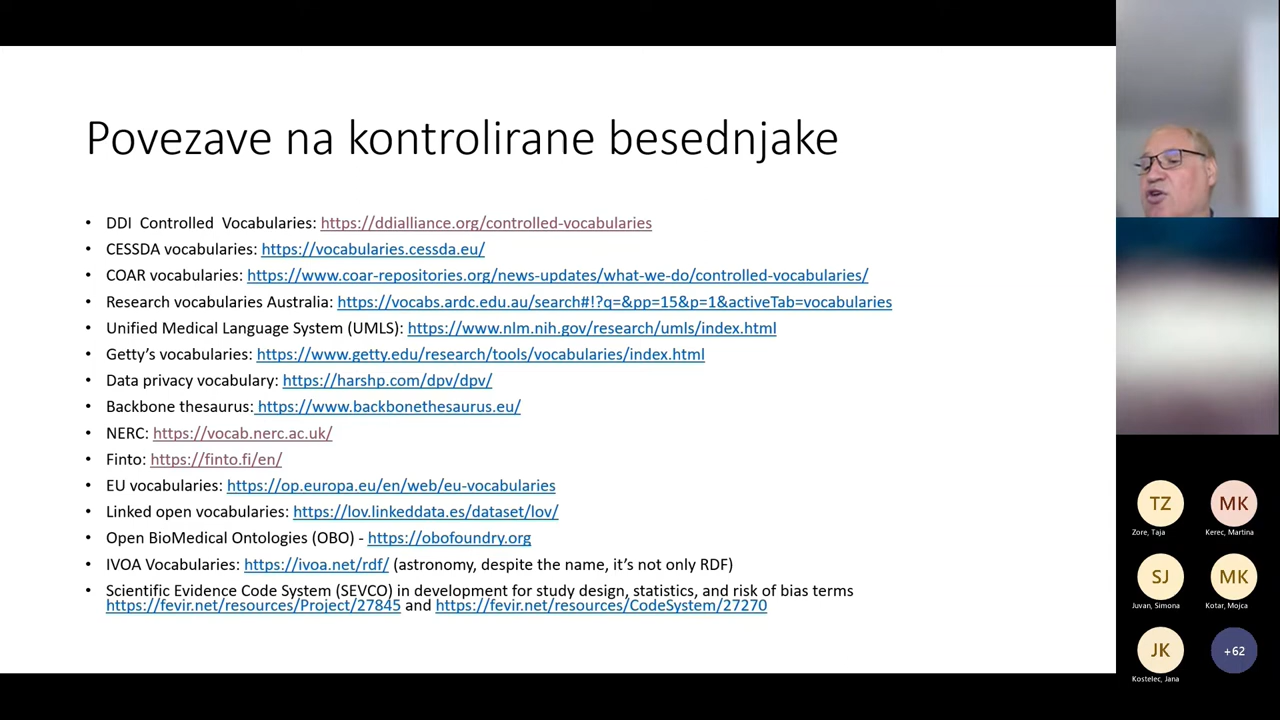 Povezave na kontrolirane besednjake
• DDI Controlled Vocabularies: https://ddialliance.org/controlled-vocabularies
• CESSDA vocabularies: https://vocabularies.cessda.eu/
• COAR vocabularies: https://www.coar-repositories.org/news-updates/what-we-do/controlled-vocabularies/
• Research vocabularies Australia: https://vocabs.ardc.edu.au/search#!?q=&pp=15&p=1&activeTab=vocabularies
• Unified Medical Language System (UMLS): https://www.nlm.nih.gov/research/umls/index.html
• Getty’s vocabularies: https://www.getty.edu/research/tools/vocabularies/index.html
• Data privacy vocabulary: https://harshp.com/dpv/dpv/
• Backbone thesaurus: https://www.backbonethesaurus.eu/
• NERC: https://vocab.nerc.ac.uk/
• Finto: https://finto.fi/en/
• EU vocabularies: https://op.europa.eu/en/web/eu-vocabularies
• Linked open vocabularies: https://lov.linkeddata.es/dataset/lov/
• Open BioMedical Ontologies (OBO) - https://obofoundry.org
• IVOA Vocabularies: https://ivoa.net/rdf/ (astronomy, despite the name, it’s not only RDF)
• Scientific Evidence Code System (SEVCO) in development for study design, statistics, and risk of bias terms
https://fevir.net/resources/Project/27845 and https://fevir.net/resources/CodeSystem/27270
TZ MK
Zore, Taja Kerec, Martina
SJ MK
Juvan, Simona Kotar, Mojca
JK +62
Kostelec, Jana